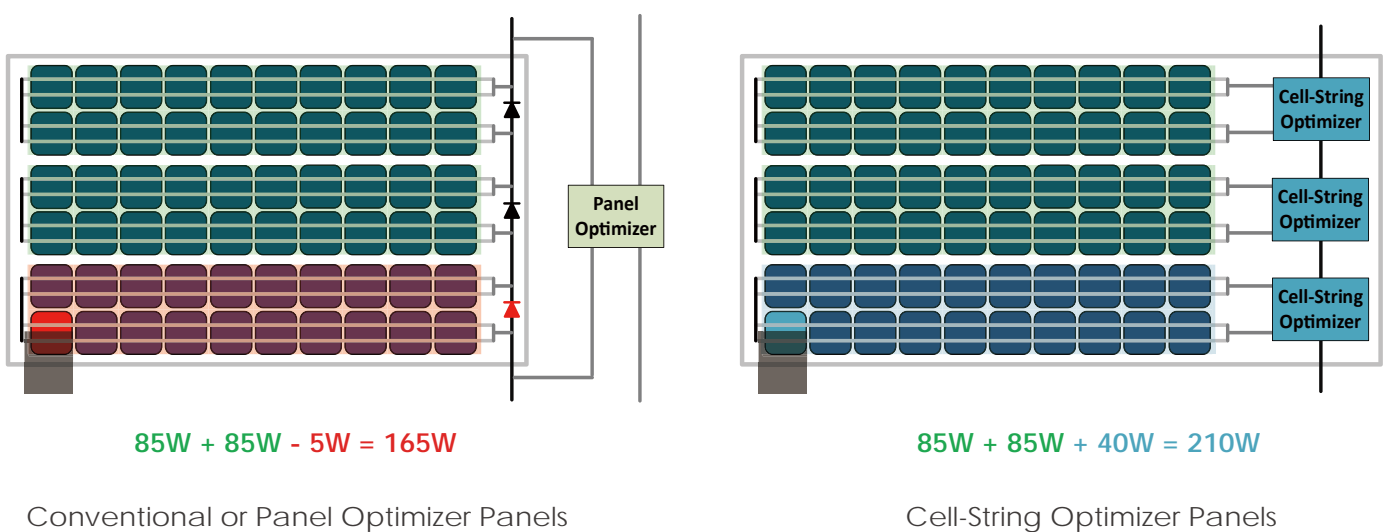 Panel
Optimizer
Cell-String
Optimizer
Cell-String
Optimizer
Cell-String
Optimizer
85W + 85W - 5W = 165W
85W + 85W + 40W = 210W
Conventional or Panel Optimizer Panels
Cell-String Optimizer Panels